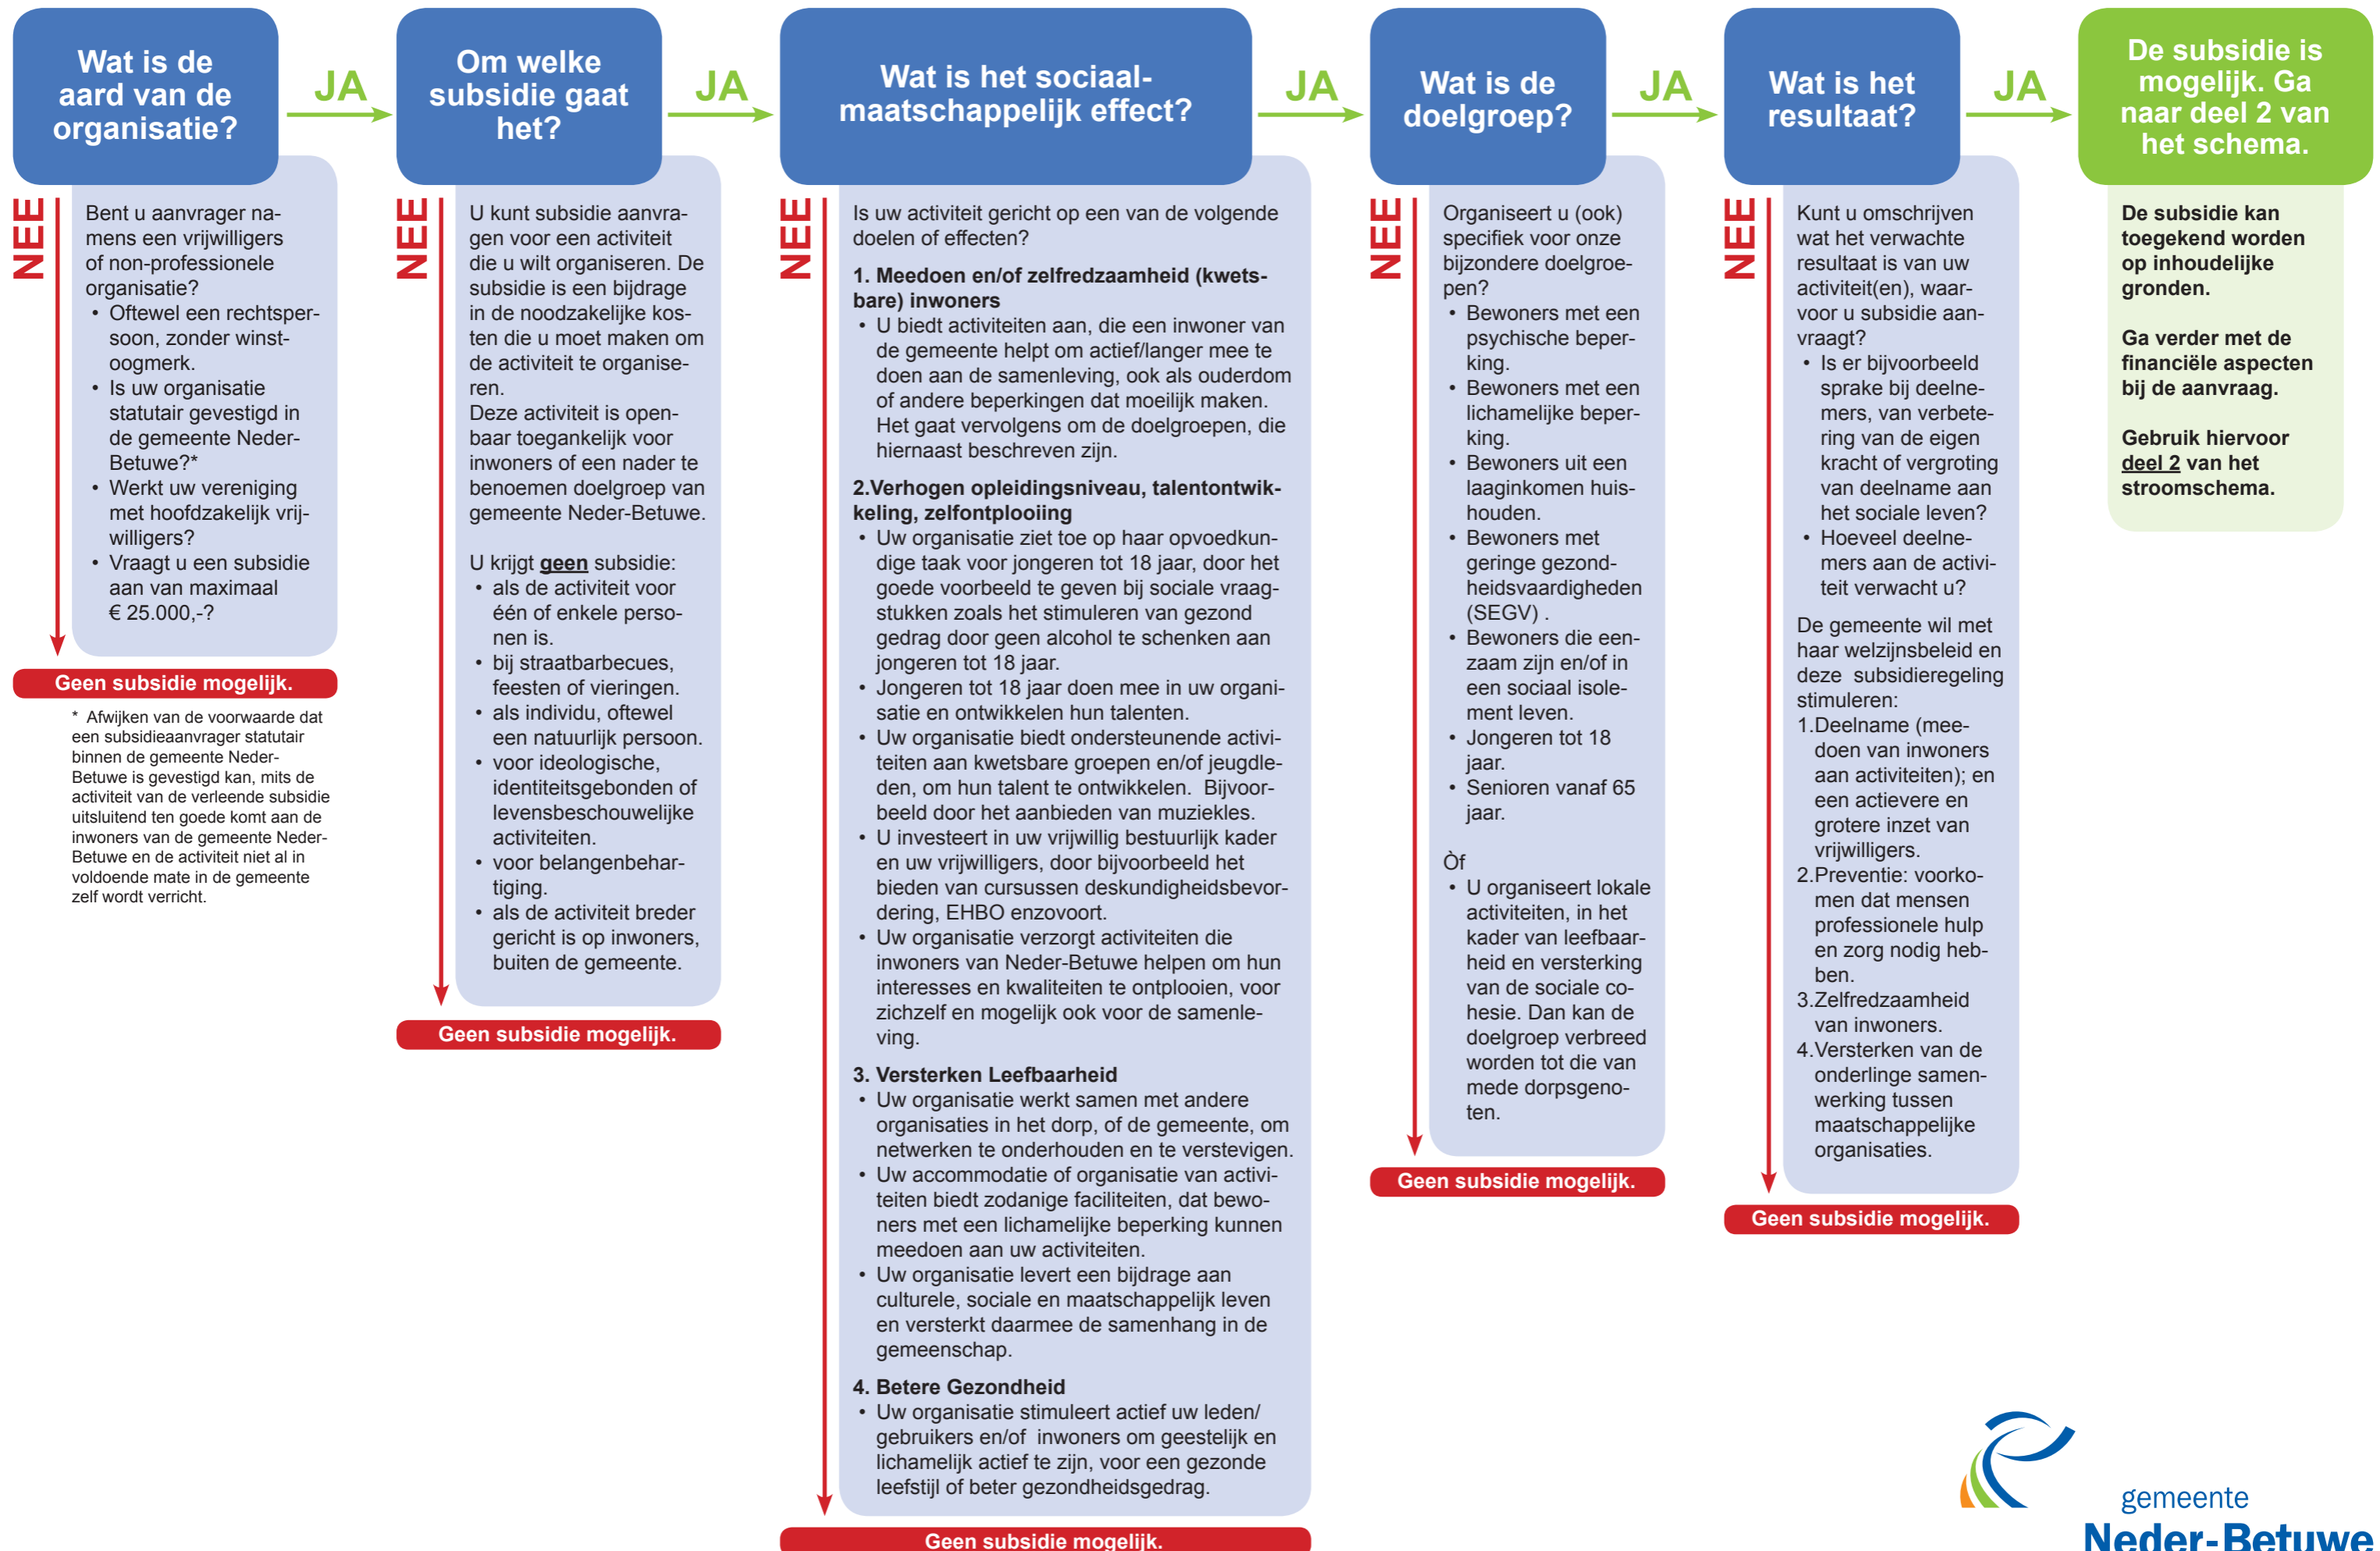 Wat is de
aard van de
organisatie?
JA
NEE
Bent u aanvrager na-
mens een vrijwilligers
of non-professionele
organisatie?
• Oftewel een rechtsper-
soon, zonder winst-
oogmerk.
• Is uw organisatie
statutair gevestigd in
de gemeente Neder-
Betuwe?*
• Werkt uw vereniging
met hoofdzakelijk vrij-
willigers?
• Vraagt u een subsidie
aan van maximaal
€ 25.000,-?
Geen subsidie mogelijk.
* Afwijken van de voorwaarde dat
een subsidieaanvrager statutair
binnen de gemeente Neder-
Betuwe is gevestigd kan, mits de
activiteit van de verleende subsidie
uitsluitend ten goede komt aan de
inwoners van de gemeente Neder-
Betuwe en de activiteit niet al in
voldoende mate in de gemeente
zelf wordt verricht.
Om welke
subsidie gaat
het?
JA
NEE
U kunt subsidie aanvra-
gen voor een activiteit
die u wilt organiseren. De
subsidie is een bijdrage
in de noodzakelijke kos-
ten die u moet maken om
de activiteit te organise-
ren.
Deze activiteit is open-
baar toegankelijk voor
inwoners of een nader te
benoemen doelgroep van
gemeente Neder-Betuwe.
U krijgt geen subsidie:
• als de activiteit voor
één of enkele perso-
nen is.
• bij straatbarbecues,
feesten of vieringen.
• als individu, oftewel
een natuurlijk persoon.
• voor ideologische,
identiteitsgebonden of
levensbeschouwelijke
activiteiten.
• voor belangenbehar-
tiging.
• als de activiteit breder
gericht is op inwoners,
buiten de gemeente.
Geen subsidie mogelijk.
Wat is het sociaal-
maatschappelijk effect?
JA
NEE
Is uw activiteit gericht op een van de volgende
doelen of effecten?
1. Meedoen en/of zelfredzaamheid (kwets-
bare) inwoners
• U biedt activiteiten aan, die een inwoner van
de gemeente helpt om actief/langer mee te
doen aan de samenleving, ook als ouderdom
of andere beperkingen dat moeilijk maken.
Het gaat vervolgens om de doelgroepen, die
hiernaast beschreven zijn.
2.Verhogen opleidingsniveau, talentontwik-
keling, zelfontplooiing
• Uw organisatie ziet toe op haar opvoedkun-
dige taak voor jongeren tot 18 jaar, door het
goede voorbeeld te geven bij sociale vraag-
stukken zoals het stimuleren van gezond
gedrag door geen alcohol te schenken aan
jongeren tot 18 jaar.
• Jongeren tot 18 jaar doen mee in uw organi-
satie en ontwikkelen hun talenten.
• Uw organisatie biedt ondersteunende activi-
teiten aan kwetsbare groepen en/of jeugdle-
den, om hun talent te ontwikkelen. Bijvoor-
beeld door het aanbieden van muziekles.
• U investeert in uw vrijwillig bestuurlijk kader
en uw vrijwilligers, door bijvoorbeeld het
bieden van cursussen deskundigheidsbevor-
dering, EHBO enzovoort.
• Uw organisatie verzorgt activiteiten die
inwoners van Neder-Betuwe helpen om hun
interesses en kwaliteiten te ontplooien, voor
zichzelf en mogelijk ook voor de samenle-
ving.
3. Versterken Leefbaarheid
• Uw organisatie werkt samen met andere
organisaties in het dorp, of de gemeente, om
netwerken te onderhouden en te verstevigen.
• Uw accommodatie of organisatie van activi-
teiten biedt zodanige faciliteiten, dat bewo-
ners met een lichamelijke beperking kunnen
meedoen aan uw activiteiten.
• Uw organisatie levert een bijdrage aan
culturele, sociale en maatschappelijk leven
en versterkt daarmee de samenhang in de
gemeenschap.
4. Betere Gezondheid
• Uw organisatie stimuleert actief uw leden/
gebruikers en/of inwoners om geestelijk en
lichamelijk actief te zijn, voor een gezonde
leefstijl of beter gezondheidsgedrag.
Geen subsidie mogelijk.
Wat is de
doelgroep?
JA
NEE
Organiseert u (ook)
specifiek voor onze
bijzondere doelgroe-
pen?
• Bewoners met een
psychische beper-
king.
• Bewoners met een
lichamelijke beper-
king.
• Bewoners uit een
laaginkomen huis-
houden.
• Bewoners met
geringe gezond-
heidsvaardigheden
(SEGV) .
• Bewoners die een-
zaam zijn en/of in
een sociaal isole-
ment leven.
• Jongeren tot 18
jaar.
• Senioren vanaf 65
jaar.
Òf
• U organiseert lokale
activiteiten, in het
kader van leefbaar-
heid en versterking
van de sociale co-
hesie. Dan kan de
doelgroep verbreed
worden tot die van
mede dorpsgeno-
ten.
Geen subsidie mogelijk.
Wat is het
resultaat?
JA
NEE
Kunt u omschrijven
wat het verwachte
resultaat is van uw
activiteit(en), waar-
voor u subsidie aan-
vraagt?
• Is er bijvoorbeeld
sprake bij deelne-
mers, van verbete-
ring van de eigen
kracht of vergroting
van deelname aan
het sociale leven?
• Hoeveel deelne-
mers aan de activi-
teit verwacht u?
De gemeente wil met
haar welzijnsbeleid en
deze subsidieregeling
stimuleren:
1.Deelname (mee-
doen van inwoners
aan activiteiten); en
een actievere en
grotere inzet van
vrijwilligers.
2.Preventie: voorko-
men dat mensen
professionele hulp
en zorg nodig heb-
ben.
3.Zelfredzaamheid
van inwoners.
4.Versterken van de
onderlinge samen-
werking tussen
maatschappelijke
organisaties.
Geen subsidie mogelijk.
De subsidie is
mogelijk. Ga
naar deel 2 van
het schema.
De subsidie kan
toegekend worden
op inhoudelijke
gronden.
Ga verder met de
financiële aspecten
bij de aanvraag.
Gebruik hiervoor
deel 2 van het
stroomschema.
gemeente
Neder-Betuwe